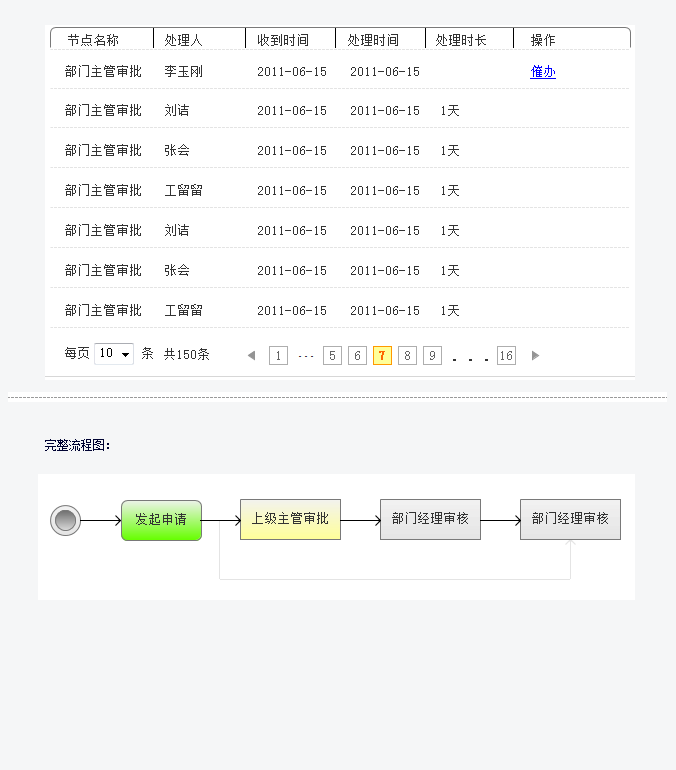 节点名称 处理人 收到时间 处理时间 处理时长 操作
部门主管审批 李玉刚 2011-06-15 2011-06-15 催办
部门主管审批 刘诘 2011-06-15 2011-06-15 1天
部门主管审批 张会 2011-06-15 2011-06-15 1天
部门主管审批 工留留 2011-06-15 2011-06-15 1天
部门主管审批 刘诘 2011-06-15 2011-06-15 1天
部门主管审批 张会 2011-06-15 2011-06-15 1天
部门主管审批 工留留 2011-06-15 2011-06-15 1天
每页 10 条 共150条 1 --- 5 6 7 8 9 . . . 16
完整流程图:
发起申请 上级主管审批 部门经理审核 部门经理审核